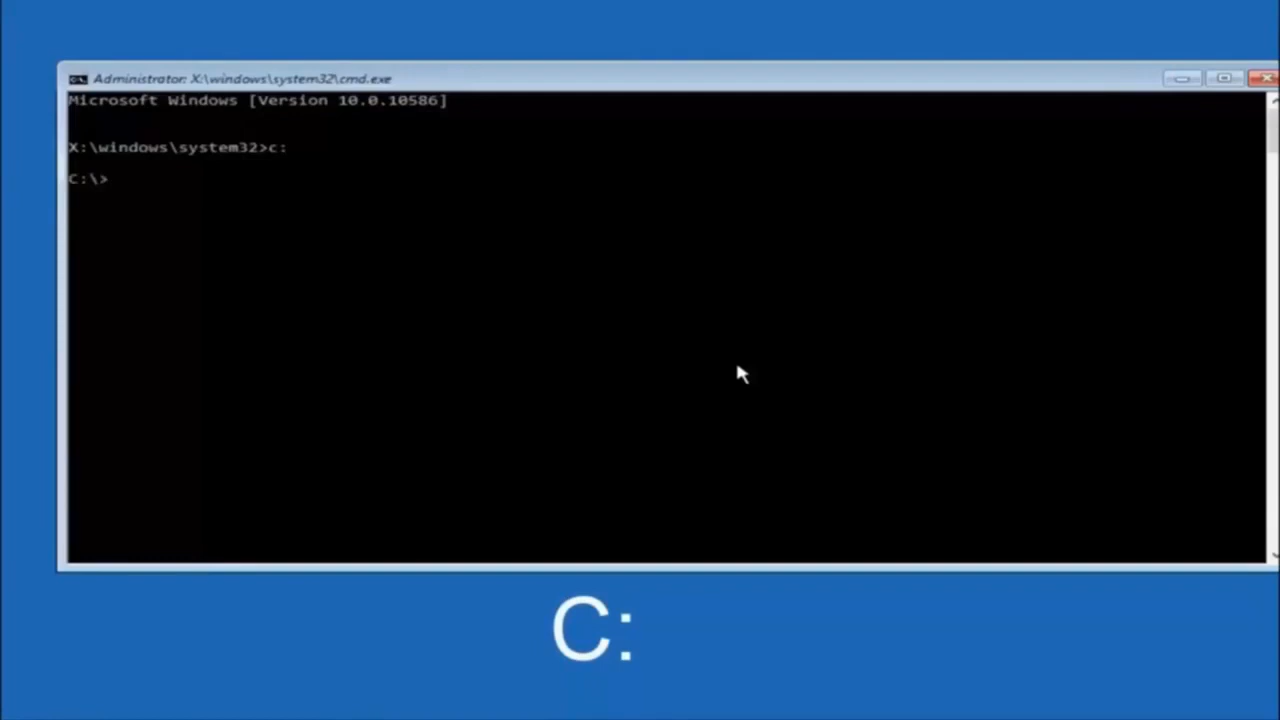 Administrator: X:\windows\system32\cmd.exe
Microsoft Windows [Version 10.0.10586]
X:\windows\system32>c:
C:\>
C: